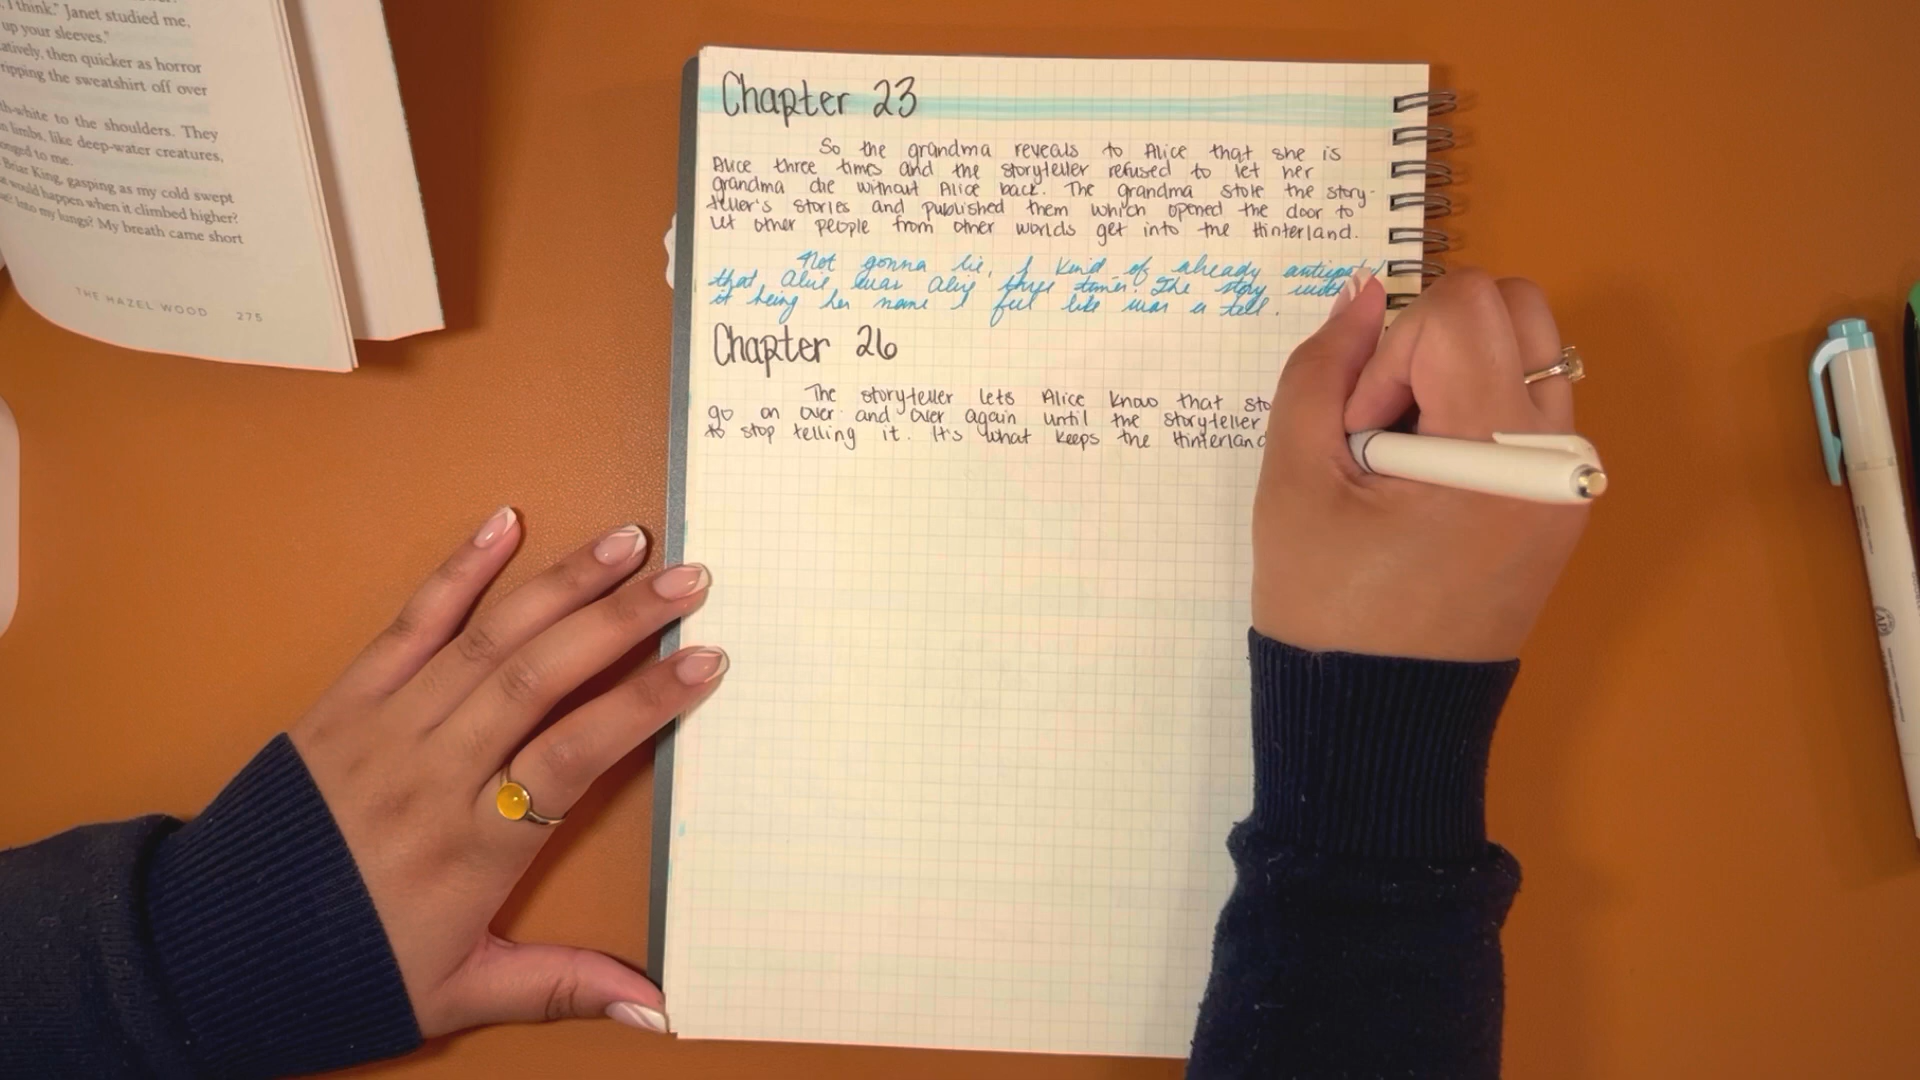 I think." Janet studied me,
up your sleeves."
atively, then quicker as horror
ripping the sweatshirt off over
th-white to the shoulders. They
n limbs, like deep-water creatures,
onged to me.
Briar King, gasping as my cold swept
at would happen when it climbed higher?
Into my lungs? My breath came short
THE HAZEL WOOD 275
Chapter 23
So the grandma reveals to Alice that she is
Alice three times and the storyteller refused to let her
grandma die without Alice back. The grandma stole the story-
teller's stories and published them which opened the door to
let other people from other worlds get into the Hinterland.
Not gonna lie, I kind of already anticipated
that Alice was Alice three times. The story with
it being her name I feel like was a tell.
Chapter 26
The storyteller lets Alice know that sto
go on over and over again until the storyteller
to stop telling it. It's what keeps the Hinterland